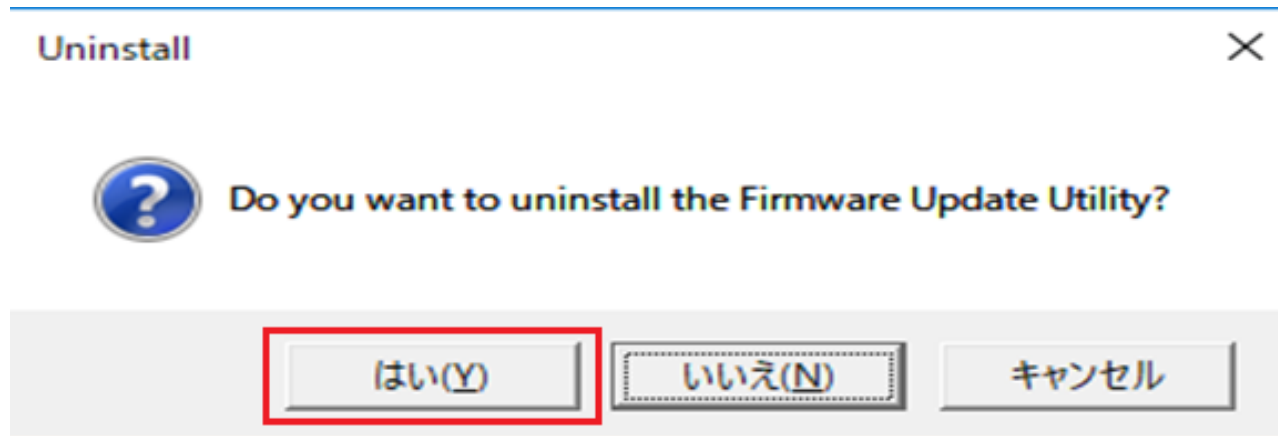 Uninstall
Do you want to uninstall the Firmware Update Utility?
はい(Y) いいえ(N) キャンセル